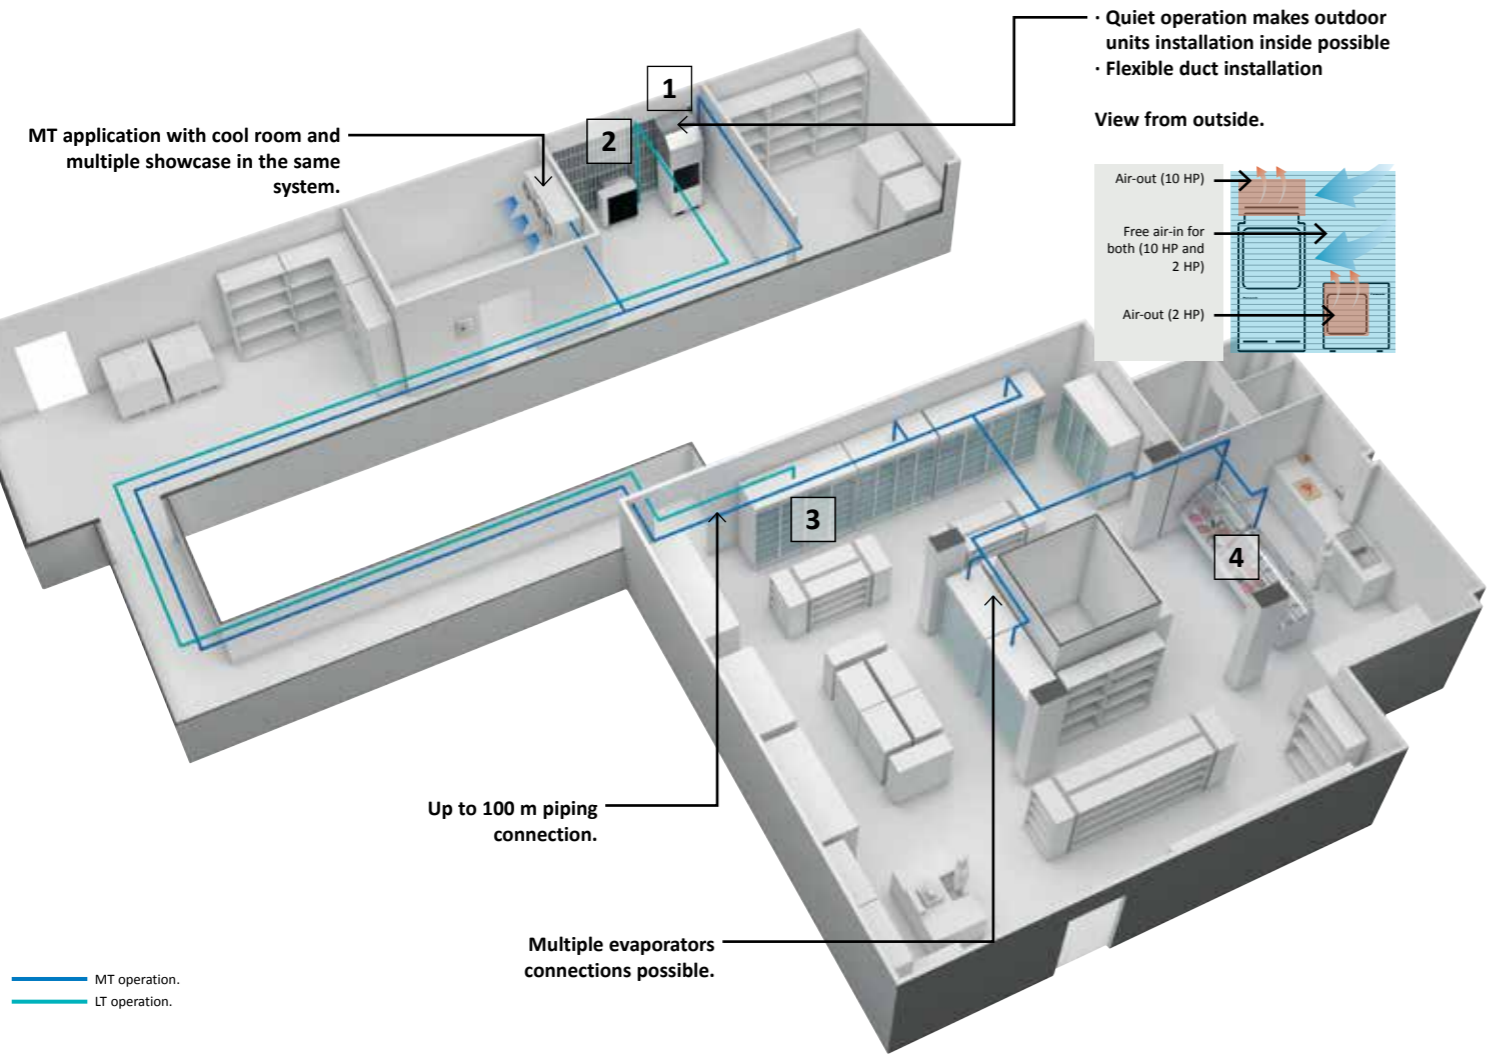 · Quiet operation makes outdoor
units installation inside possible
· Flexible duct installation
View from outside.
Air-out (10 HP)
Free air-in for
both (10 HP and
2 HP)
Air-out (2 HP)
1
2
MT application with cool room and
multiple showcase in the same
system.
3
4
Up to 100 m piping
connection.
Multiple evaporators
connections possible.
MT operation.
LT operation.